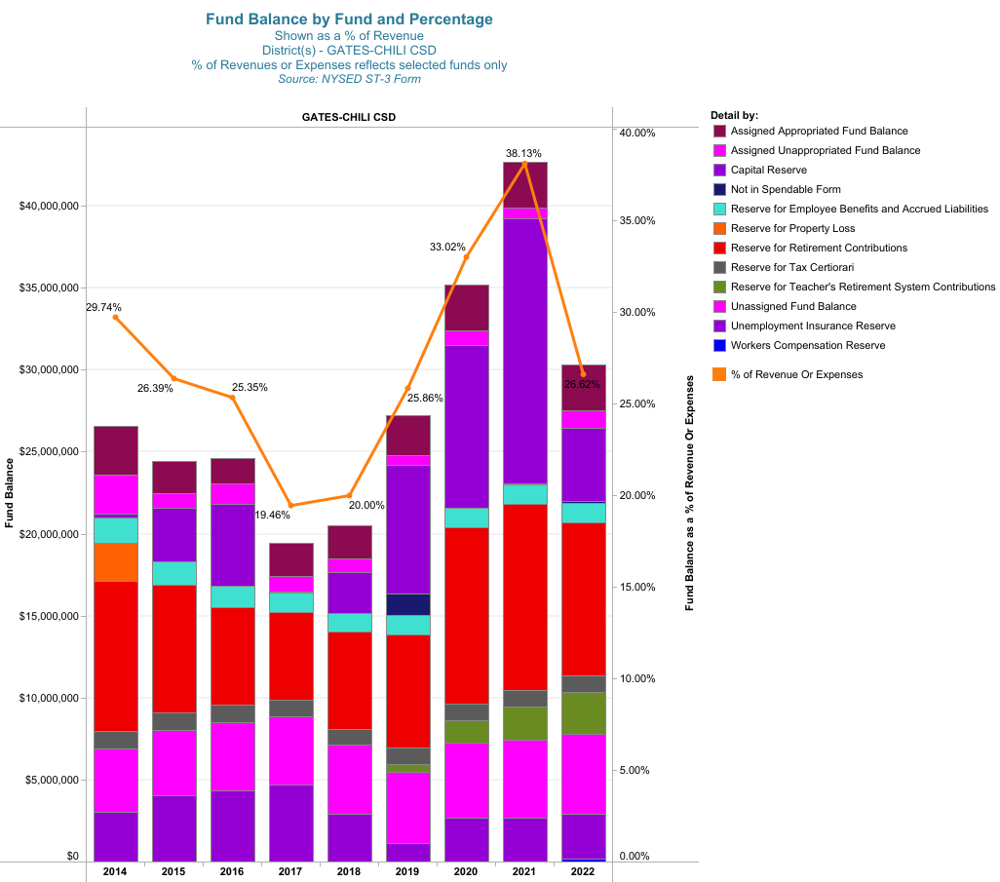 Fund Balance by Fund and Percentage
Shown as a % of Revenue
District(s) - GATES-CHILI CSD
% of Revenues or Expenses reflects selected funds only
Source: NYSED ST-3 Form
GATES-CHILI CSD
Fund Balance
$40,000,000
$35,000,000
$30,000,000
$25,000,000
$20,000,000
$15,000,000
$10,000,000
$5,000,000
$0
29.74%
26.39%
25.35%
19.46%
20.00%
25.86%
33.02%
38.13%
26.62%
2014
2015
2016
2017
2018
2019
2020
2021
2022
40.00%
35.00%
30.00%
25.00%
20.00%
15.00%
10.00%
5.00%
0.00%
Fund Balance as a % of Revenue Or Expenses
Detail by:
Assigned Appropriated Fund Balance
Assigned Unappropriated Fund Balance
Capital Reserve
Not in Spendable Form
Reserve for Employee Benefits and Accrued Liabilities
Reserve for Property Loss
Reserve for Retirement Contributions
Reserve for Tax Certiorari
Reserve for Teacher's Retirement System Contributions
Unassigned Fund Balance
Unemployment Insurance Reserve
Workers Compensation Reserve
% of Revenue Or Expenses